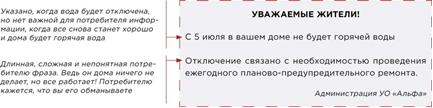 Указано, когда вода будет отключена,
но нет важной для потребителя инфор-
мации, когда все снова станет хорошо
и дома будет горячая вода
Длинная, сложная и непонятная потре-
бителю фраза. Ведь он дома ничего не
делает, но все работает! Потребителю
кажется, что вы его обманываете
УВАЖАЕМЫЕ ЖИТЕЛИ!
С 5 июля в вашем доме не будет горячей воды
Отключение связано с необходимостью проведения
ежегодного планово-предупредительного ремонта.
Администрация УО «Альфа»